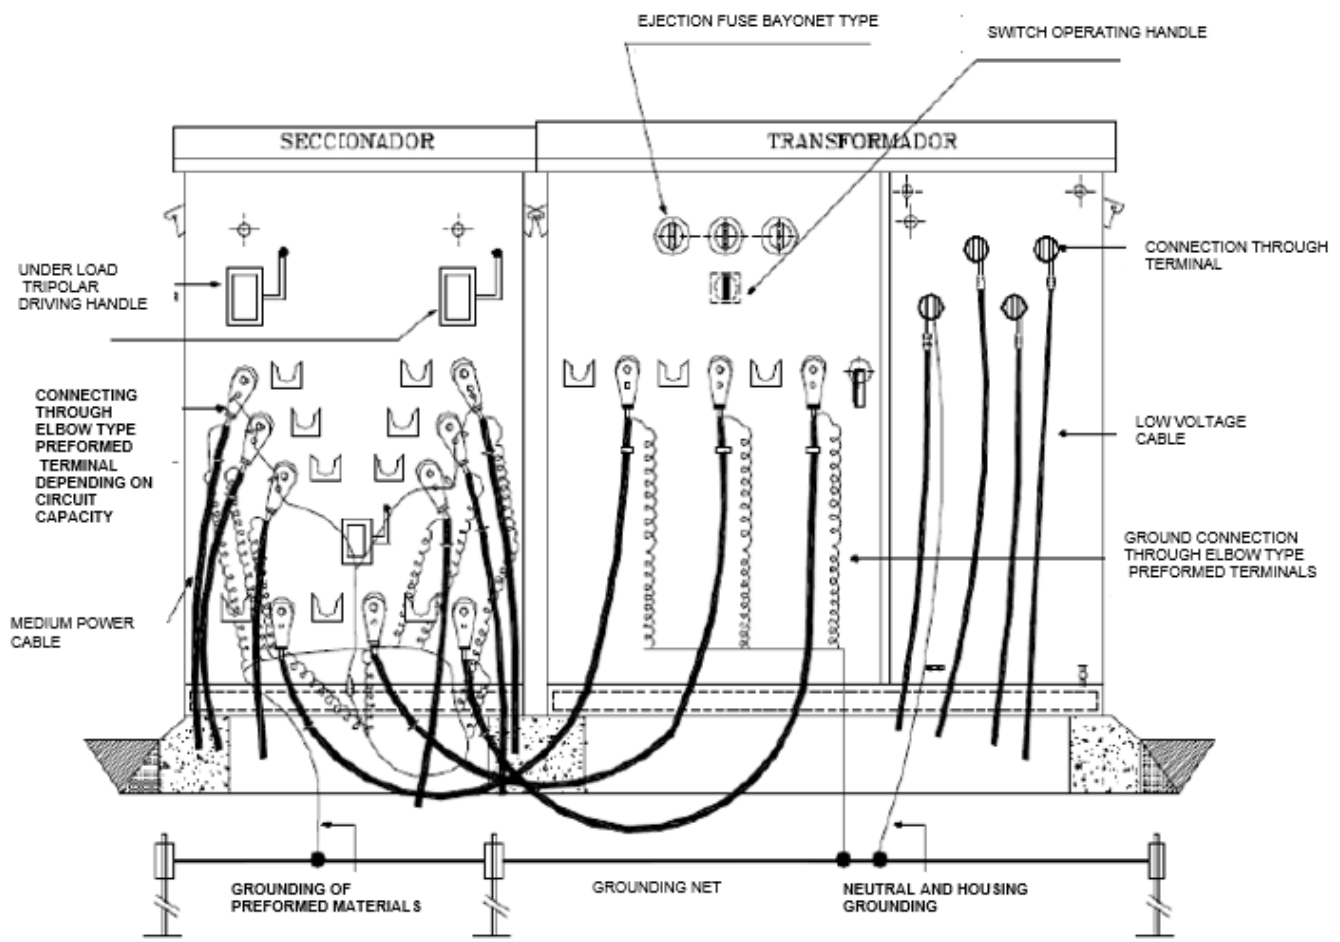 EJECTION FUSE BAYONET TYPE
SWITCH OPERATING HANDLE
SECCIONADOR
TRANSFORMADOR
UNDER LOAD
TRIPOLAR
DRIVING HANDLE
CONNECTION THROUGH
TERMINAL
CONNECTING
THROUGH
ELBOW TYPE
PREFORMED
TERMINAL
DEPENDING ON
CIRCUIT
CAPACITY
LOW VOLTAGE
CABLE
GROUND CONNECTION
THROUGH ELBOW TYPE
PREFORMED TERMINALS
MEDIUM POWER
CABLE
GROUNDING OF
PREFORMED MATERIALS
GROUNDING NET
NEUTRAL AND HOUSING
GROUNDING